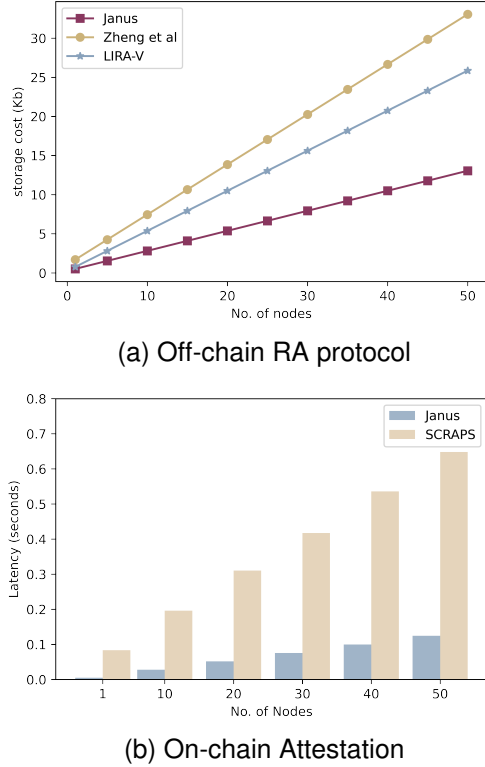 Janus
Zheng et al
LIRA-V
storage cost (Kb)
30
25
20
15
10
5
0
0 10 20 30 40 50
No. of nodes
(a) Off-chain RA protocol
Janus
SCRAPS
Latency (seconds)
0.8
0.7
0.6
0.5
0.4
0.3
0.2
0.1
0.0
1 10 20 30 40 50
No. of Nodes
(b) On-chain Attestation